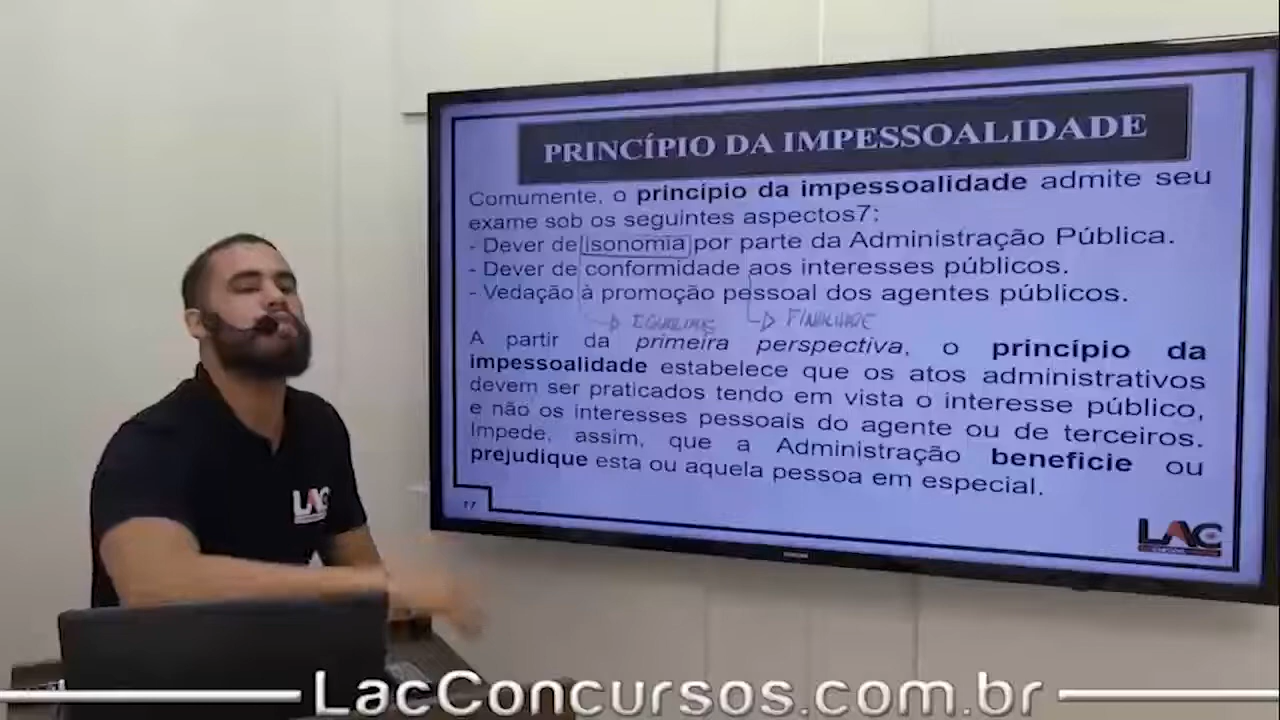 PRINCÍPIO DA IMPESSOALIDADE
Comumente, o princípio da impessoalidade admite seu
exame sob os seguintes aspectos7:
- Dever de isonomia por parte da Administração Pública.
- Dever de conformidade aos interesses públicos.
- Vedação à promoção pessoal dos agentes públicos.
FINALIDADE
A partir da primeira perspectiva, o princípio da
impessoalidade estabelece que os atos administrativos
devem ser praticados tendo em vista o interesse público,
e não os interesses pessoais do agente ou de terceiros.
Impede, assim, que a Administração beneficie ou
prejudique esta ou aquela pessoa em especial.
17
LAC
LAC
LacConcursos.com.br